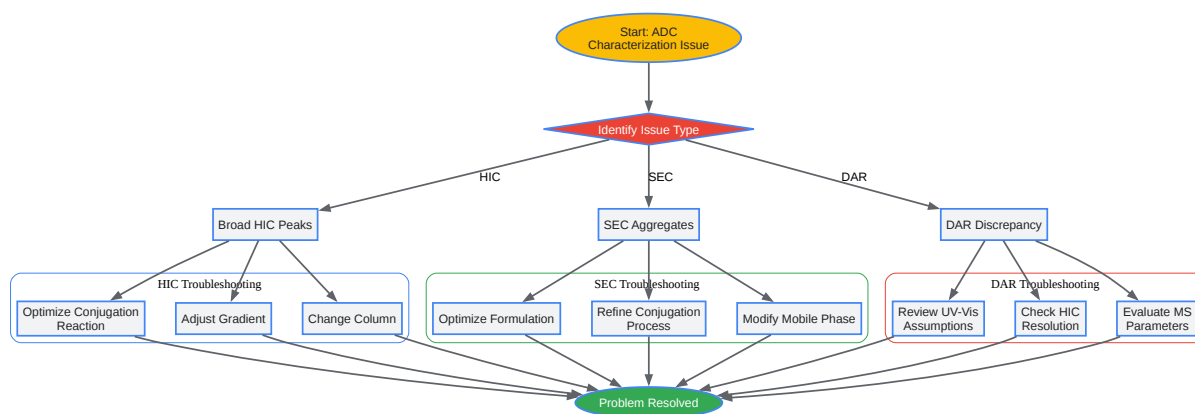 Start: ADC
Characterization Issue
Identify Issue Type
HIC
SEC
DAR
Broad HIC Peaks
SEC Aggregates
DAR Discrepancy
HIC Troubleshooting
SEC Troubleshooting
DAR Troubleshooting
Optimize Conjugation
Reaction
Adjust Gradient
Change Column
Optimize Formulation
Refine Conjugation
Process
Modify Mobile Phase
Review UV-Vis
Assumptions
Check HIC
Resolution
Evaluate MS
Parameters
Problem Resolved